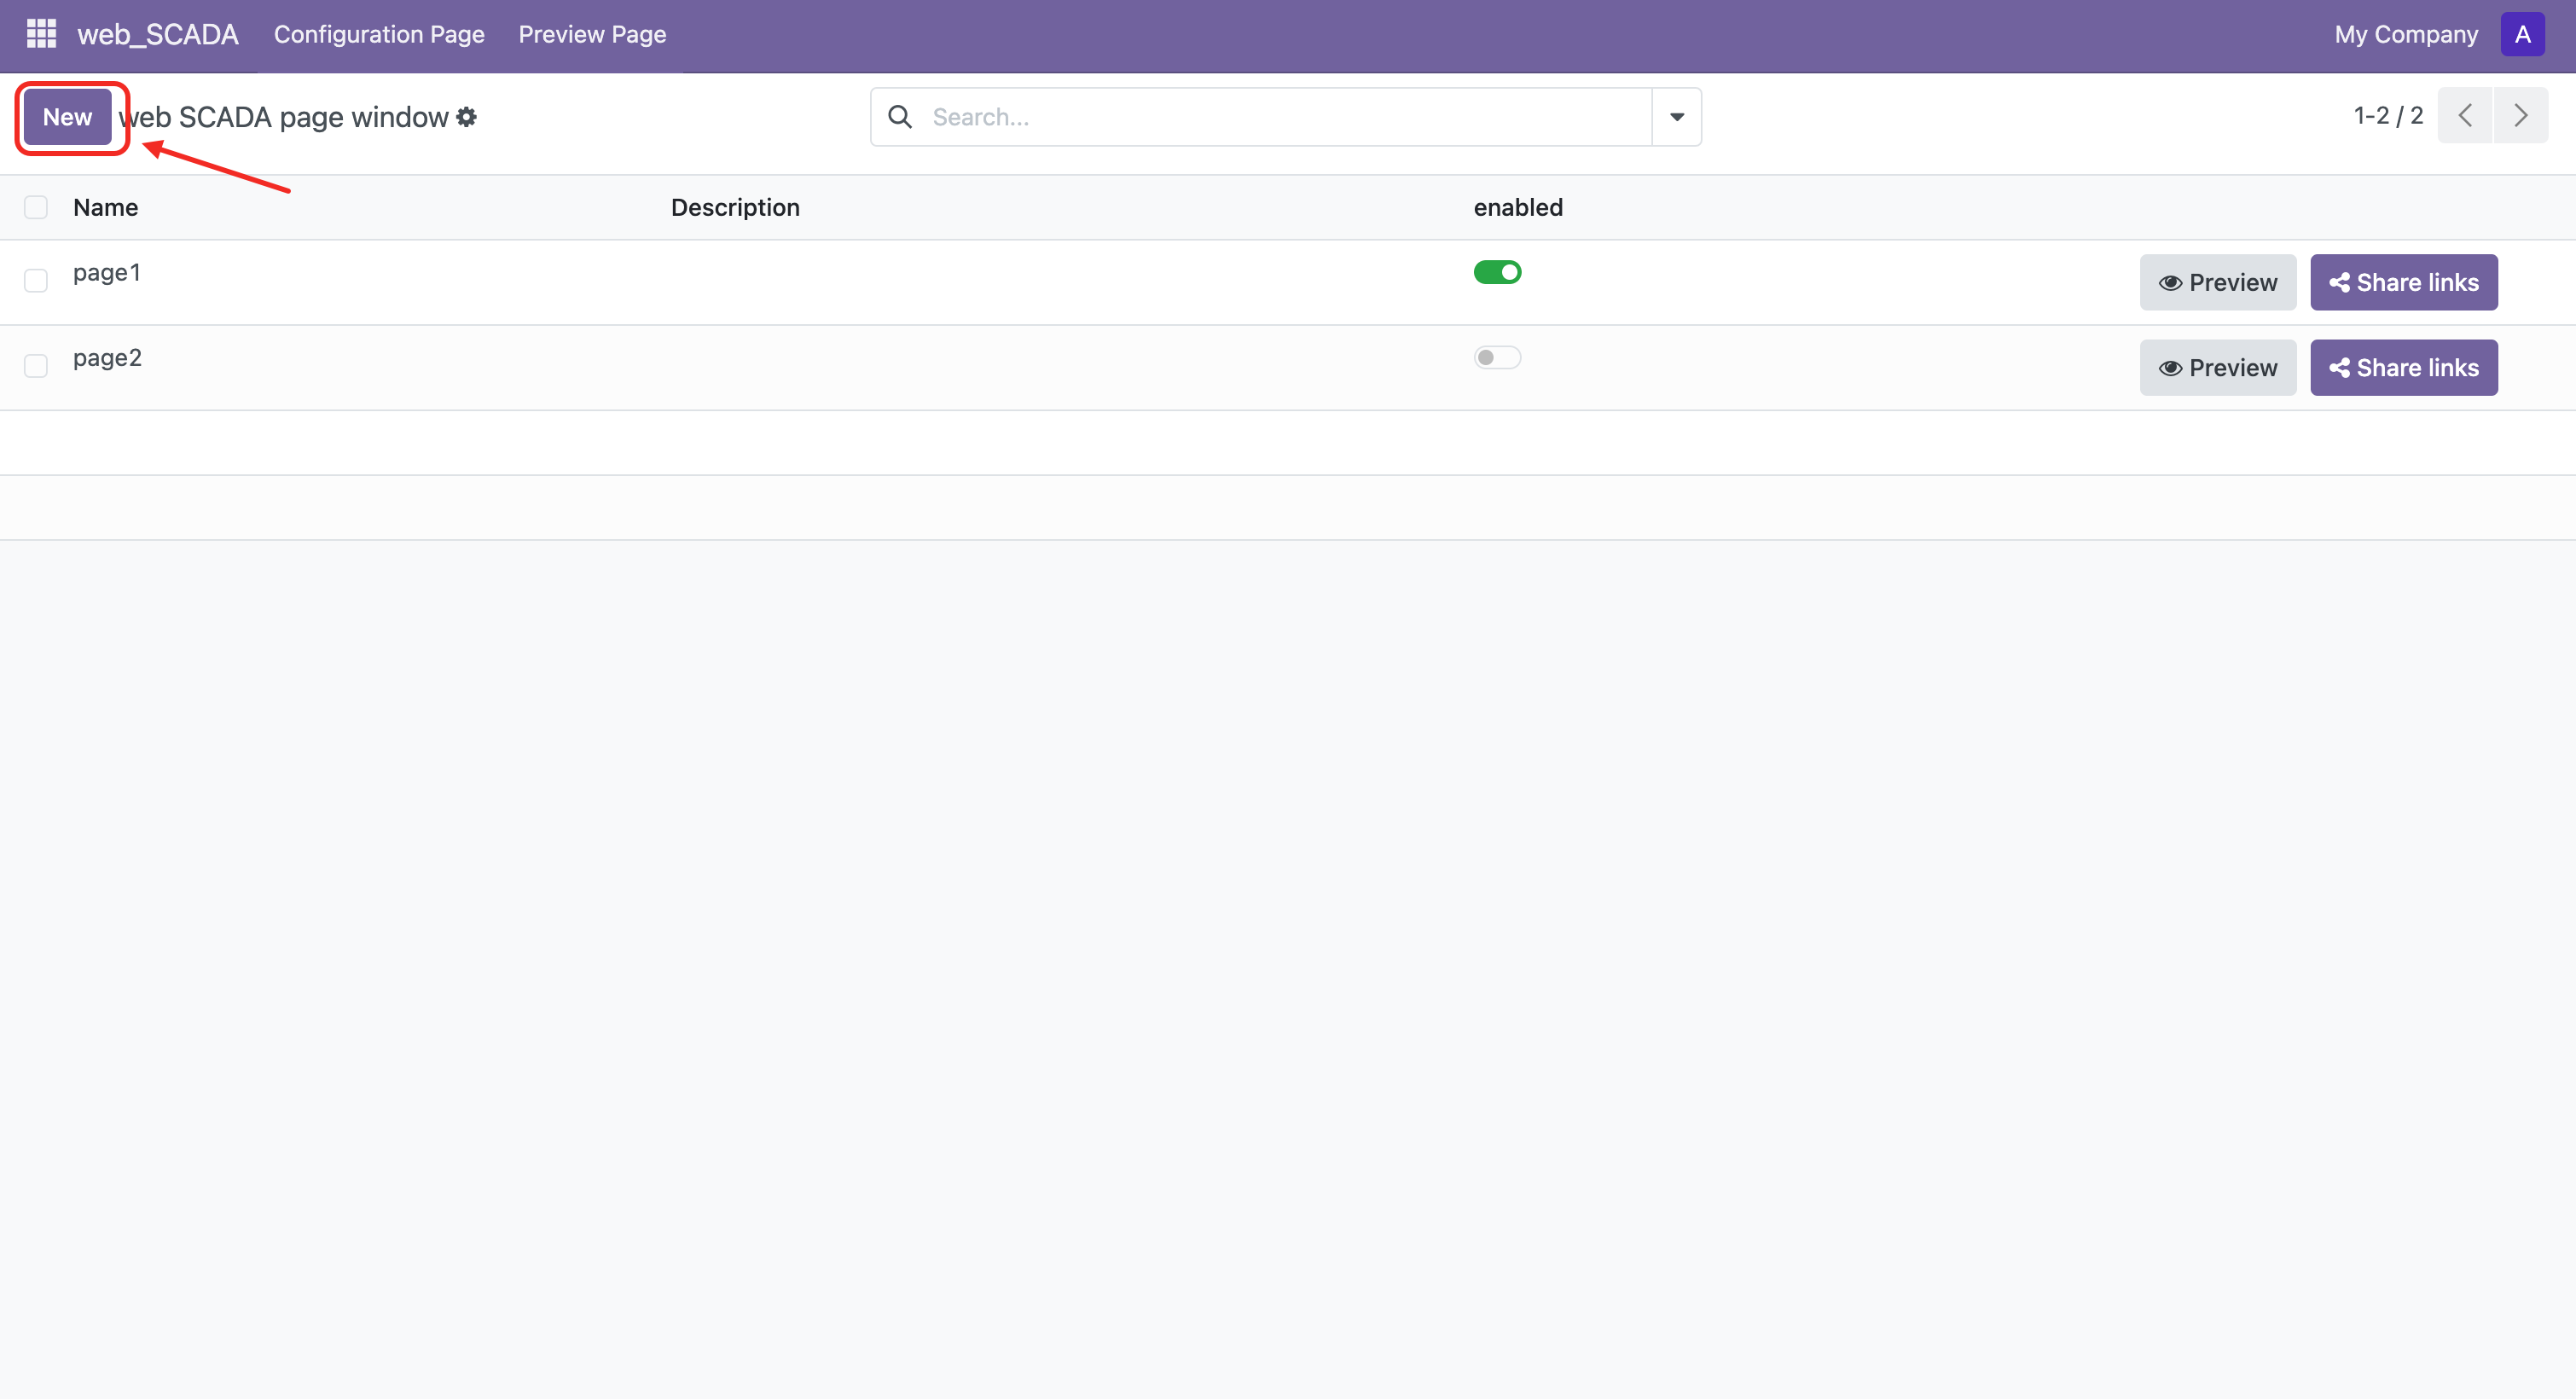 web_SCADA Configuration Page Preview Page My Company A
New web SCADA page window Search... 1-2 / 2
Name Description enabled
page1 Preview Share links
page2 Preview Share links